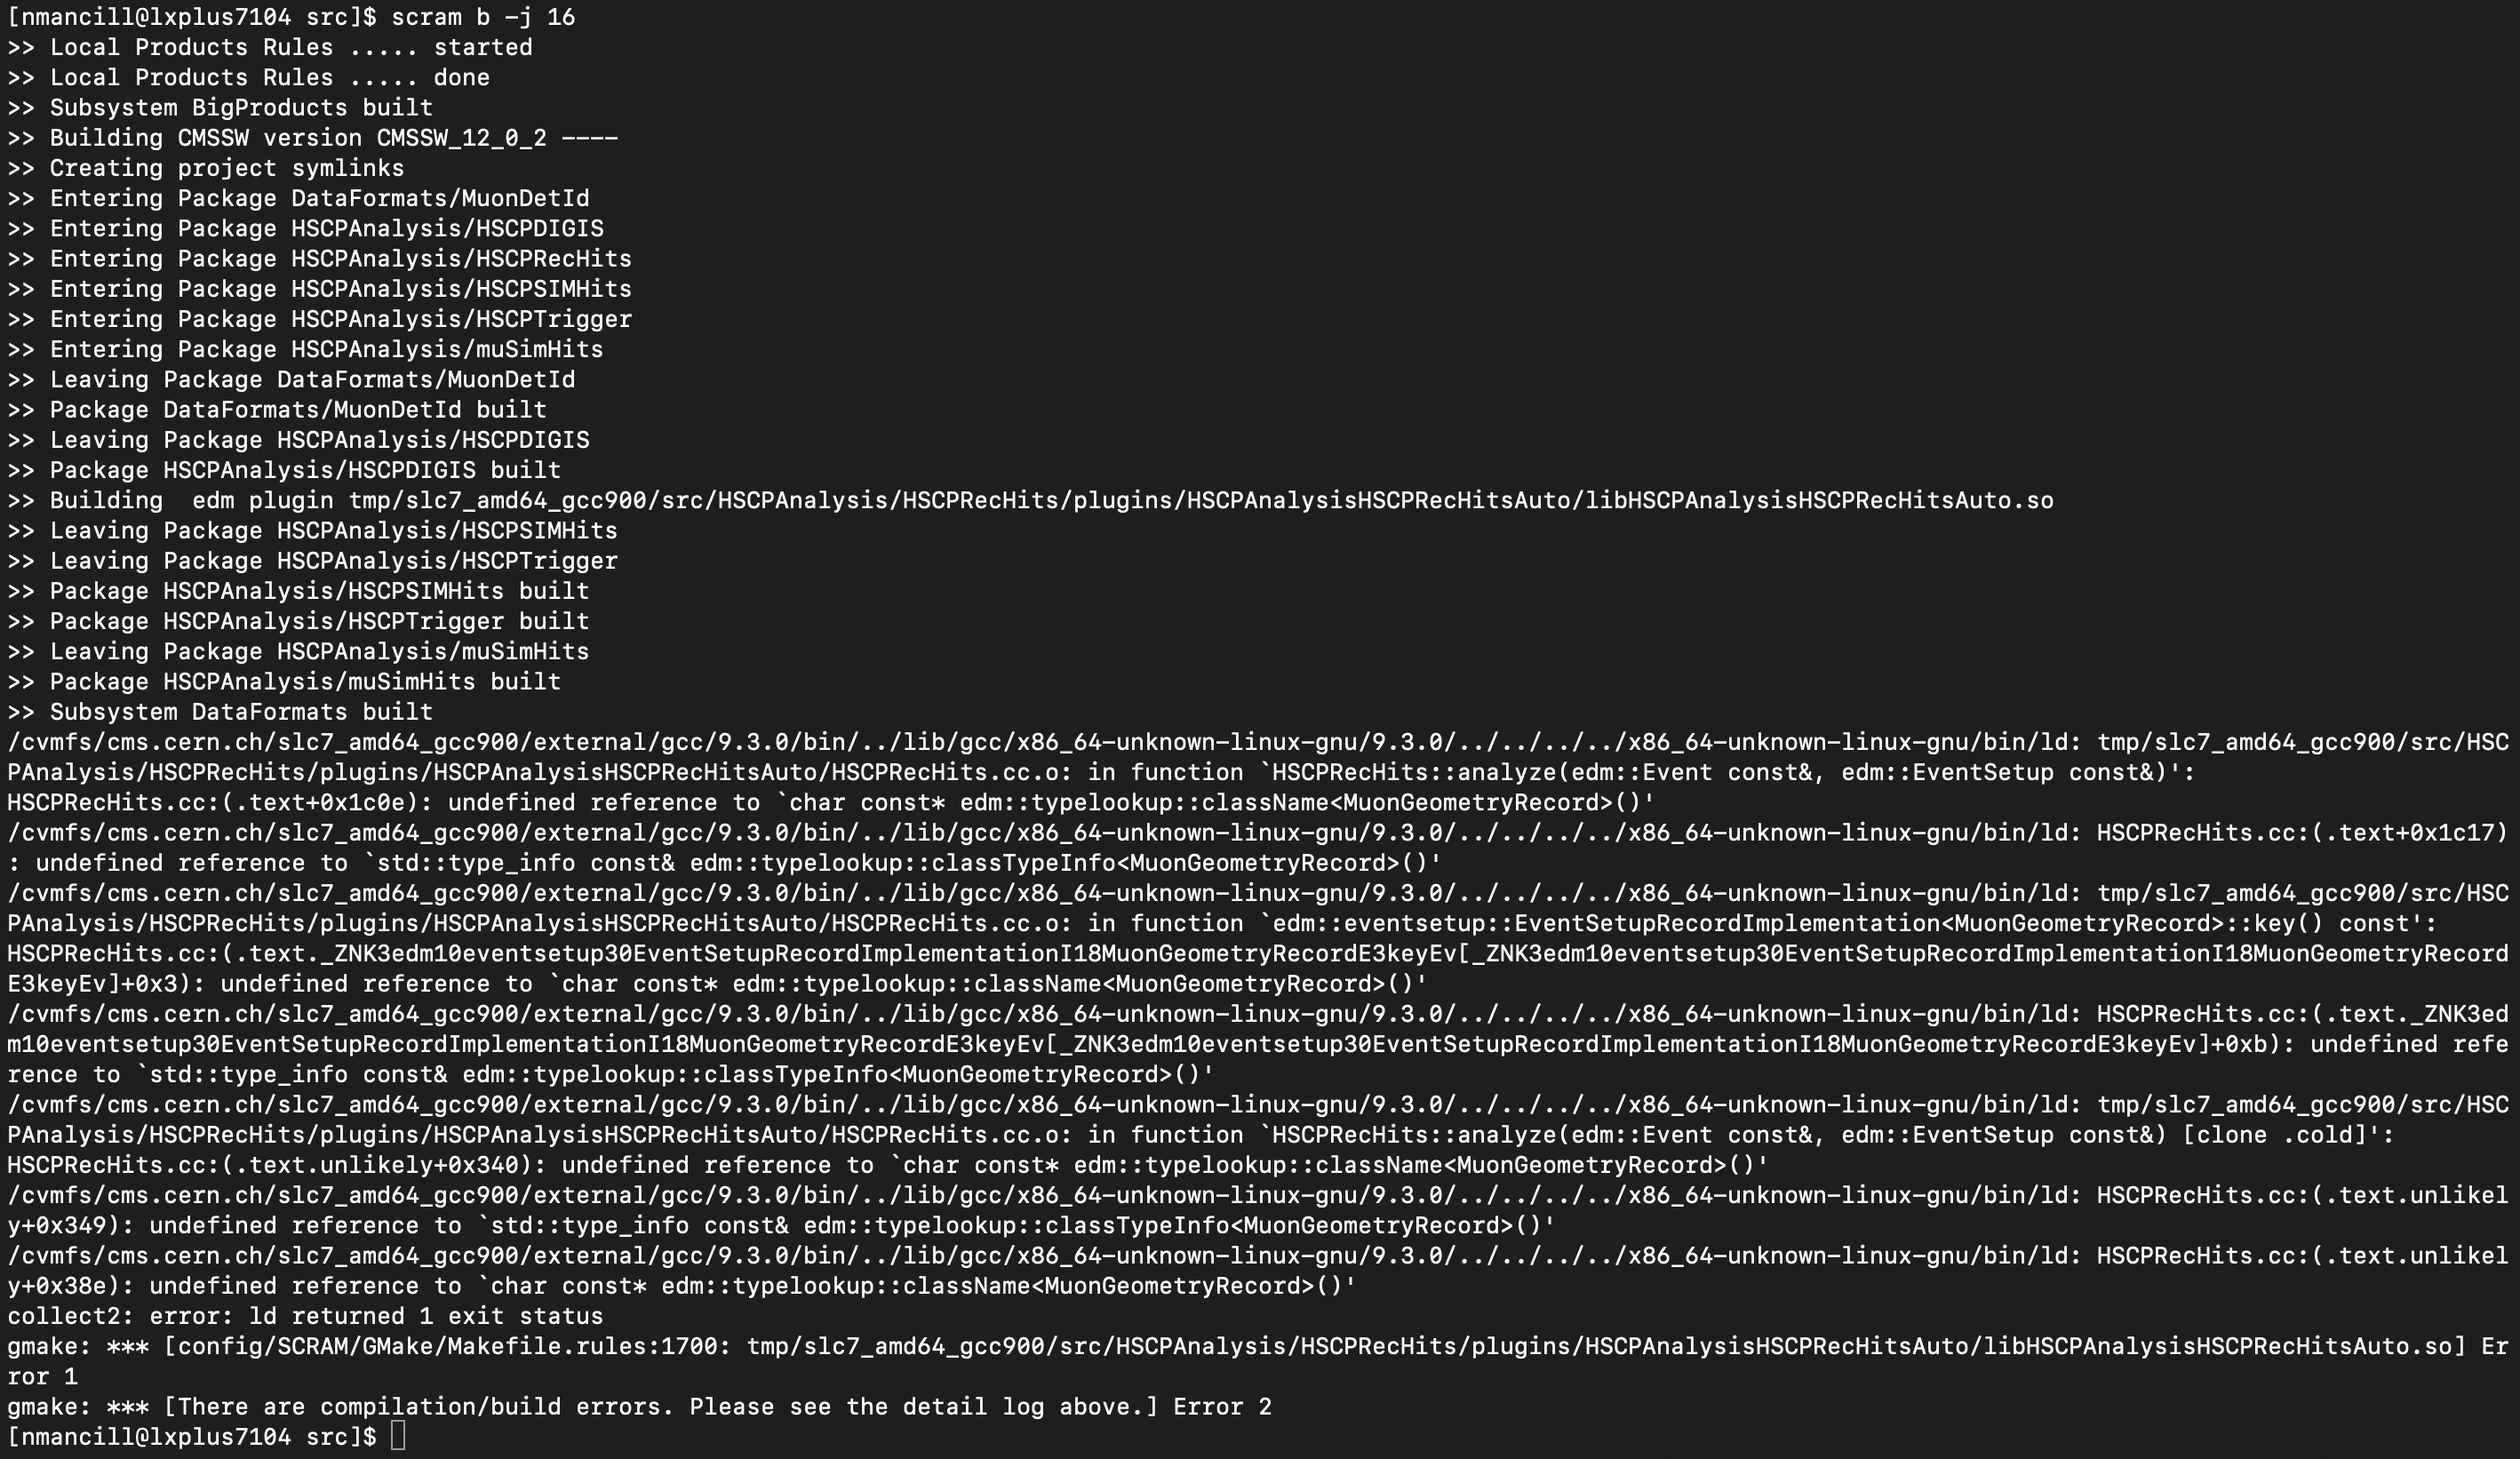 [nmancill@lxplus7104 src]$ scram b -j 16
>> Local Products Rules ..... started
>> Local Products Rules ..... done
>> Subsystem BigProducts built
>> Building CMSSW version CMSSW_12_0_2 ----
>> Creating project symlinks
>> Entering Package DataFormats/MuonDetId
>> Entering Package HSCPAnalysis/HSCPDIGIS
>> Entering Package HSCPAnalysis/HSCPRecHits
>> Entering Package HSCPAnalysis/HSCPSIMHits
>> Entering Package HSCPAnalysis/HSCPTrigger
>> Entering Package HSCPAnalysis/muSimHits
>> Leaving Package DataFormats/MuonDetId
>> Package DataFormats/MuonDetId built
>> Leaving Package HSCPAnalysis/HSCPDIGIS
>> Package HSCPAnalysis/HSCPDIGIS built
>> Building  edm plugin tmp/slc7_amd64_gcc900/src/HSCPAnalysis/HSCPRecHits/plugins/HSCPAnalysisHSCPRecHitsAuto/libHSCPAnalysisHSCPRecHitsAuto.so
>> Leaving Package HSCPAnalysis/HSCPSIMHits
>> Leaving Package HSCPAnalysis/HSCPTrigger
>> Package HSCPAnalysis/HSCPSIMHits built
>> Package HSCPAnalysis/HSCPTrigger built
>> Leaving Package HSCPAnalysis/muSimHits
>> Package HSCPAnalysis/muSimHits built
>> Subsystem DataFormats built
/cvmfs/cms.cern.ch/slc7_amd64_gcc900/external/gcc/9.3.0/bin/../lib/gcc/x86_64-unknown-linux-gnu/9.3.0/../../../../x86_64-unknown-linux-gnu/bin/ld: tmp/slc7_amd64_gcc900/src/HSC
PAnalysis/HSCPRecHits/plugins/HSCPAnalysisHSCPRecHitsAuto/HSCPRecHits.cc.o: in function `HSCPRecHits::analyze(edm::Event const&, edm::EventSetup const&)':
HSCPRecHits.cc:(.text+0x1c0e): undefined reference to `char const* edm::typelookup::className<MuonGeometryRecord>()'
/cvmfs/cms.cern.ch/slc7_amd64_gcc900/external/gcc/9.3.0/bin/../lib/gcc/x86_64-unknown-linux-gnu/9.3.0/../../../../x86_64-unknown-linux-gnu/bin/ld: HSCPRecHits.cc:(.text+0x1c17)
: undefined reference to `std::type_info const& edm::typelookup::classTypeInfo<MuonGeometryRecord>()'
/cvmfs/cms.cern.ch/slc7_amd64_gcc900/external/gcc/9.3.0/bin/../lib/gcc/x86_64-unknown-linux-gnu/9.3.0/../../../../x86_64-unknown-linux-gnu/bin/ld: tmp/slc7_amd64_gcc900/src/HSC
PAnalysis/HSCPRecHits/plugins/HSCPAnalysisHSCPRecHitsAuto/HSCPRecHits.cc.o: in function `edm::eventsetup::EventSetupRecordImplementation<MuonGeometryRecord>::key() const':
HSCPRecHits.cc:(.text._ZNK3edm10eventsetup30EventSetupRecordImplementationI18MuonGeometryRecordE3keyEv[_ZNK3edm10eventsetup30EventSetupRecordImplementationI18MuonGeometryRecord
E3keyEv]+0x3): undefined reference to `char const* edm::typelookup::className<MuonGeometryRecord>()'
/cvmfs/cms.cern.ch/slc7_amd64_gcc900/external/gcc/9.3.0/bin/../lib/gcc/x86_64-unknown-linux-gnu/9.3.0/../../../../x86_64-unknown-linux-gnu/bin/ld: HSCPRecHits.cc:(.text._ZNK3ed
m10eventsetup30EventSetupRecordImplementationI18MuonGeometryRecordE3keyEv[_ZNK3edm10eventsetup30EventSetupRecordImplementationI18MuonGeometryRecordE3keyEv]+0xb): undefined refe
rence to `std::type_info const& edm::typelookup::classTypeInfo<MuonGeometryRecord>()'
/cvmfs/cms.cern.ch/slc7_amd64_gcc900/external/gcc/9.3.0/bin/../lib/gcc/x86_64-unknown-linux-gnu/9.3.0/../../../../x86_64-unknown-linux-gnu/bin/ld: tmp/slc7_amd64_gcc900/src/HSC
PAnalysis/HSCPRecHits/plugins/HSCPAnalysisHSCPRecHitsAuto/HSCPRecHits.cc.o: in function `HSCPRecHits::analyze(edm::Event const&, edm::EventSetup const&) [clone .cold]':
HSCPRecHits.cc:(.text.unlikely+0x340): undefined reference to `char const* edm::typelookup::className<MuonGeometryRecord>()'
/cvmfs/cms.cern.ch/slc7_amd64_gcc900/external/gcc/9.3.0/bin/../lib/gcc/x86_64-unknown-linux-gnu/9.3.0/../../../../x86_64-unknown-linux-gnu/bin/ld: HSCPRecHits.cc:(.text.unlikel
y+0x349): undefined reference to `std::type_info const& edm::typelookup::classTypeInfo<MuonGeometryRecord>()'
/cvmfs/cms.cern.ch/slc7_amd64_gcc900/external/gcc/9.3.0/bin/../lib/gcc/x86_64-unknown-linux-gnu/9.3.0/../../../../x86_64-unknown-linux-gnu/bin/ld: HSCPRecHits.cc:(.text.unlikel
y+0x38e): undefined reference to `char const* edm::typelookup::className<MuonGeometryRecord>()'
collect2: error: ld returned 1 exit status
gmake: *** [config/SCRAM/GMake/Makefile.rules:1700: tmp/slc7_amd64_gcc900/src/HSCPAnalysis/HSCPRecHits/plugins/HSCPAnalysisHSCPRecHitsAuto/libHSCPAnalysisHSCPRecHitsAuto.so] Er
ror 1
gmake: *** [There are compilation/build errors. Please see the detail log above.] Error 2
[nmancill@lxplus7104 src]$